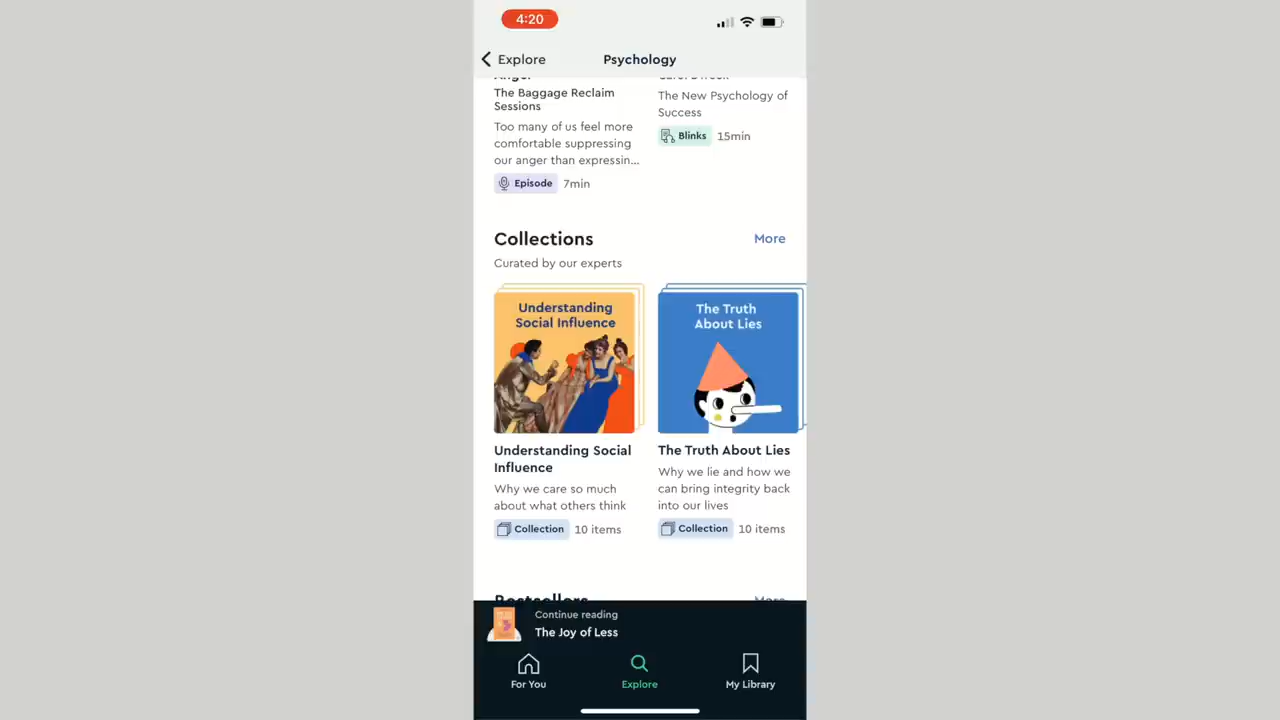 4:20
Explore
Psychology
Anger
The Baggage Reclaim
Sessions
Too many of us feel more
comfortable suppressing
our anger than expressin...
Episode 7min
The New Psychology of
Success
Blinks 15min
Collections
More
Curated by our experts
Understanding
Social Influence
Understanding Social
Influence
Why we care so much
about what others think
Collection 10 items
The Truth
About Lies
The Truth About Lies
Why we lie and how we
can bring integrity back
into our lives
Collection 10 items
Bestsellers
More
Continue reading
The Joy of Less
For You
Explore
My Library